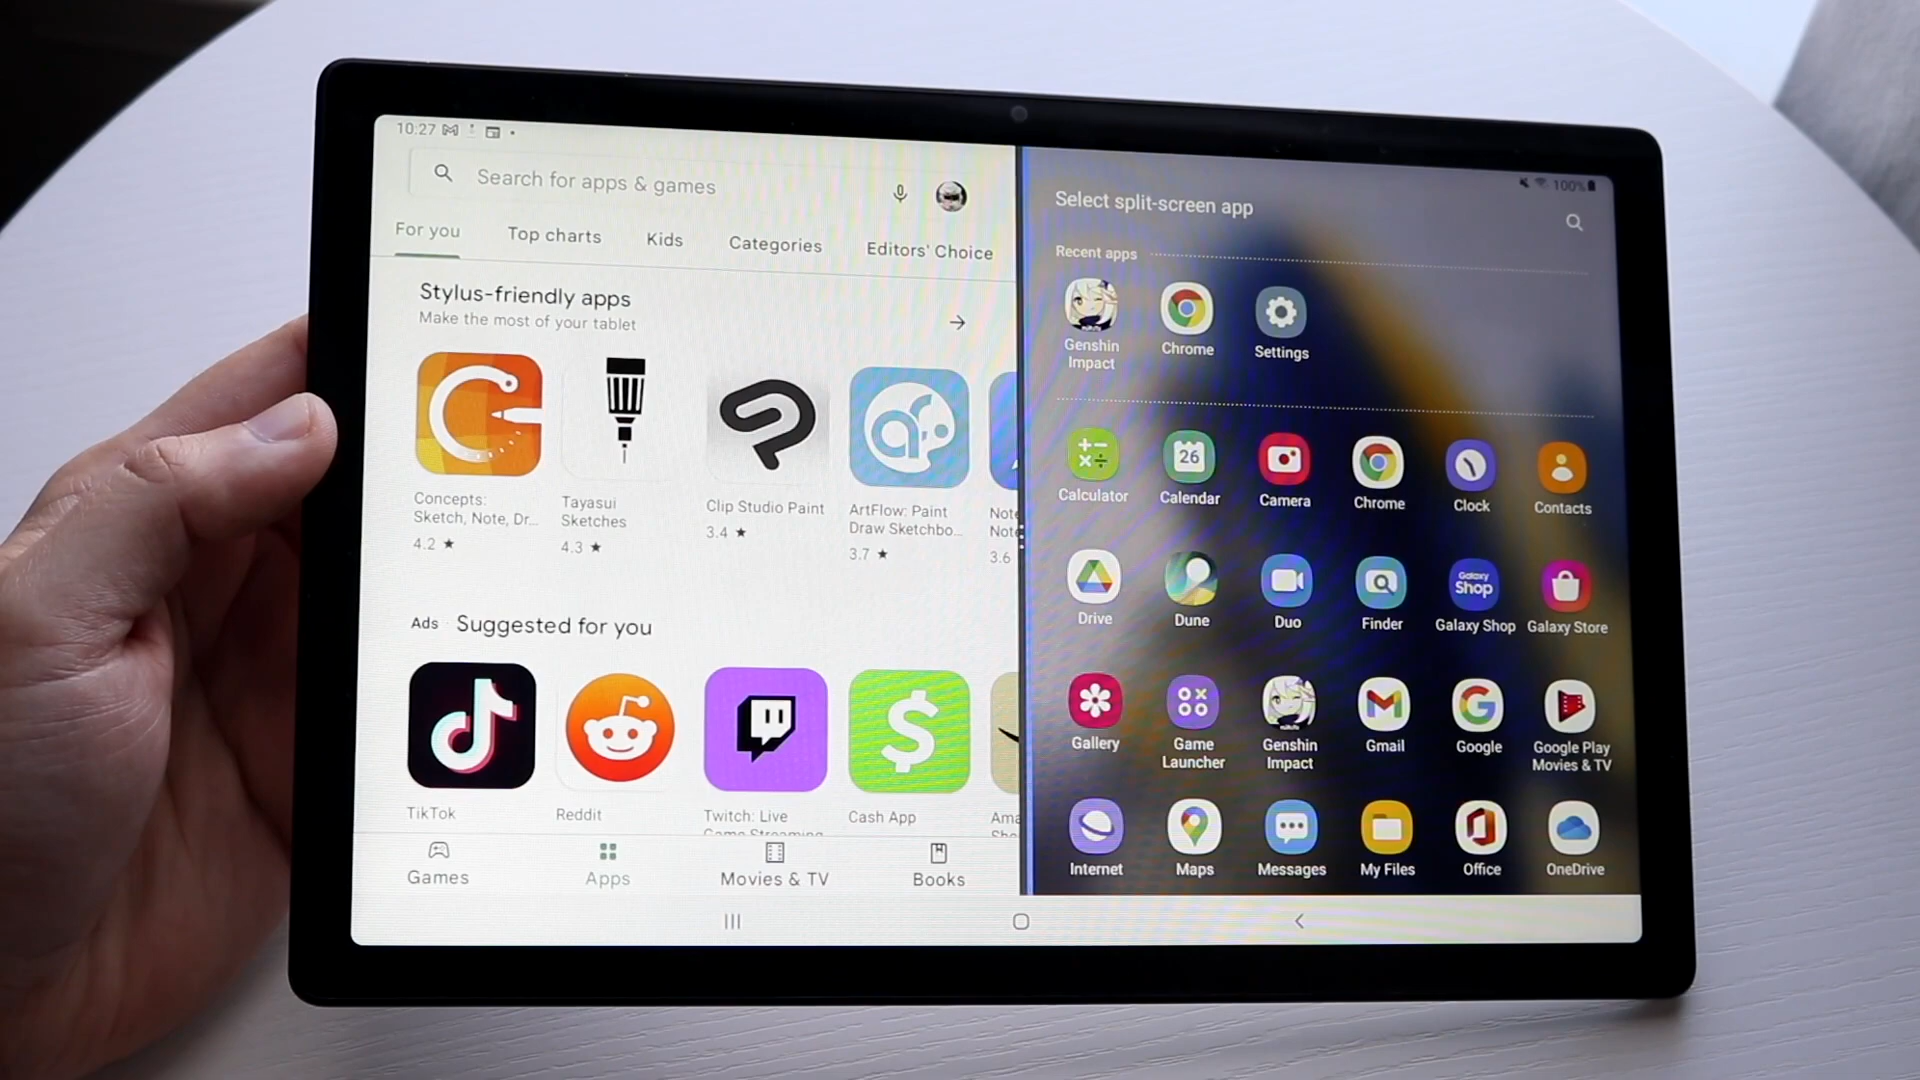 10:27
Search for apps & games
For you
Top charts
Kids
Categories
Editors' Choice
Stylus-friendly apps
Make the most of your tablet
Concepts:
Sketch, Note, Dr...
4.2 ★
Tayasui
Sketches
4.3 ★
Clip Studio Paint
3.4 ★
ArtFlow: Paint
Draw Sketchbo...
3.7 ★
Note
3.6
Ads
Suggested for you
TikTok
Reddit
Twitch: Live
Game Streaming
Cash App
Ama
Games
Apps
Movies & TV
Books
100%
Select split-screen app
Recent apps
Genshin
Impact
Chrome
Settings
Calculator
26
Calendar
Camera
Chrome
Clock
Contacts
Drive
Dune
Duo
Finder
Galaxy
Shop
Galaxy Shop
Galaxy Store
Gallery
Game
Launcher
Genshin
Impact
Gmail
Google
Google Play
Movies & TV
Internet
Maps
Messages
My Files
Office
OneDrive